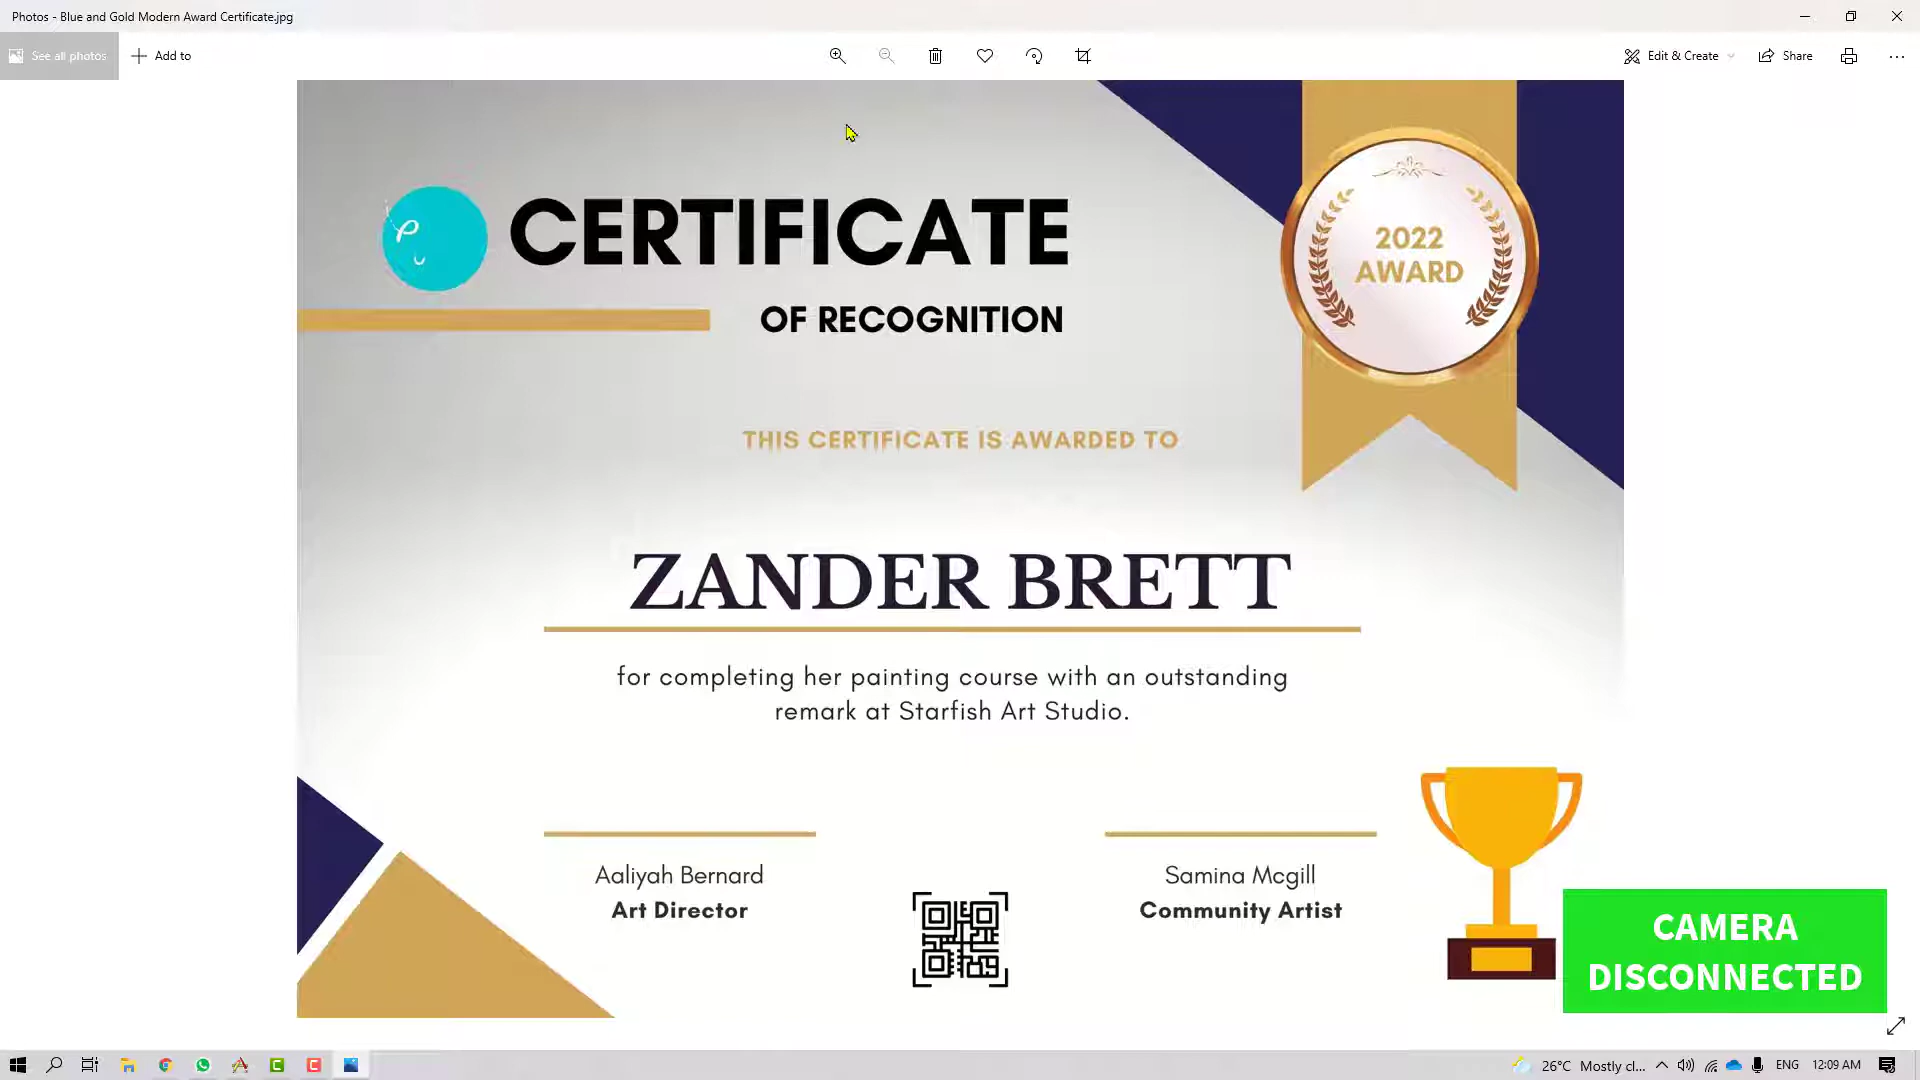 Photos - Blue and Gold Modern Award Certificate.jpg
See all photos
Add to
Edit & Create
Share
CERTIFICATE
OF RECOGNITION
2022
AWARD
THIS CERTIFICATE IS AWARDED TO
ZANDER BRETT
for completing her painting course with an outstanding
remark at Starfish Art Studio.
Aaliyah Bernard
Art Director
Samina Mcgill
Community Artist
CAMERA
DISCONNECTED
26°C Mostly cl...
ENG
12:09 AM